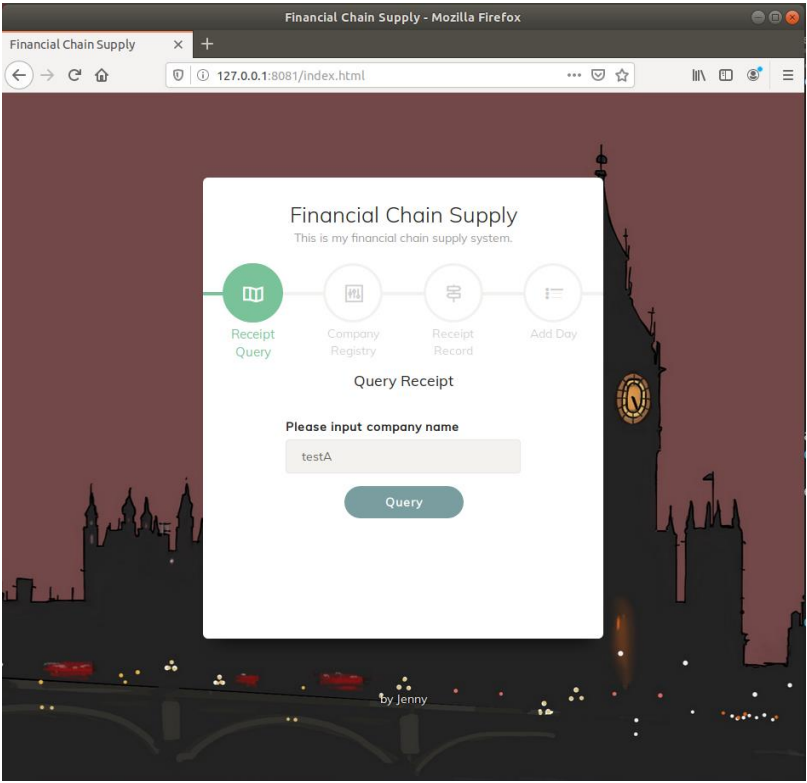 Financial Chain Supply - Mozilla Firefox
Financial Chain Supply
127.0.0.1:8081/index.html
Financial Chain Supply
This is my financial chain supply system.
Receipt
Query
Company
Registry
Receipt
Record
Add Day
Query Receipt
Please input company name
testA
Query
by Jenny